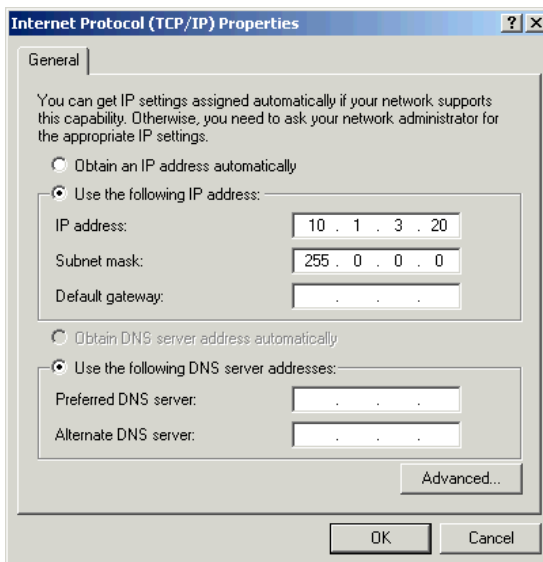 Internet Protocol (TCP/IP) Properties
General
You can get IP settings assigned automatically if your network supports
this capability. Otherwise, you need to ask your network administrator for
the appropriate IP settings.
Obtain an IP address automatically
Use the following IP address:
IP address: 10 . 1 . 3 . 20
Subnet mask: 255 . 0 . 0 . 0
Default gateway: . . .
Obtain DNS server address automatically
Use the following DNS server addresses:
Preferred DNS server: . . .
Alternate DNS server: . . .
Advanced...
OK Cancel